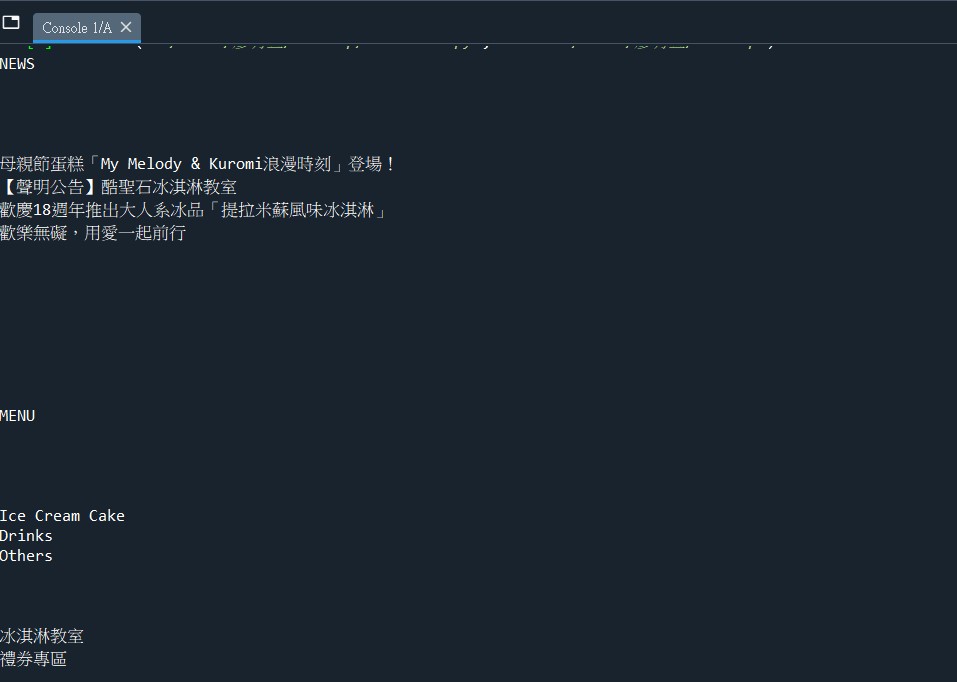 Console 1/A
NEWS
母親節蛋糕「My Melody & Kuromi浪漫時刻」登場！
【聲明公告】酷聖石冰淇淋教室
歡慶18週年推出大人系冰品「提拉米蘇風味冰淇淋」
歡樂無礙，用愛一起前行
MENU
Ice Cream Cake
Drinks
Others
冰淇淋教室
禮券專區